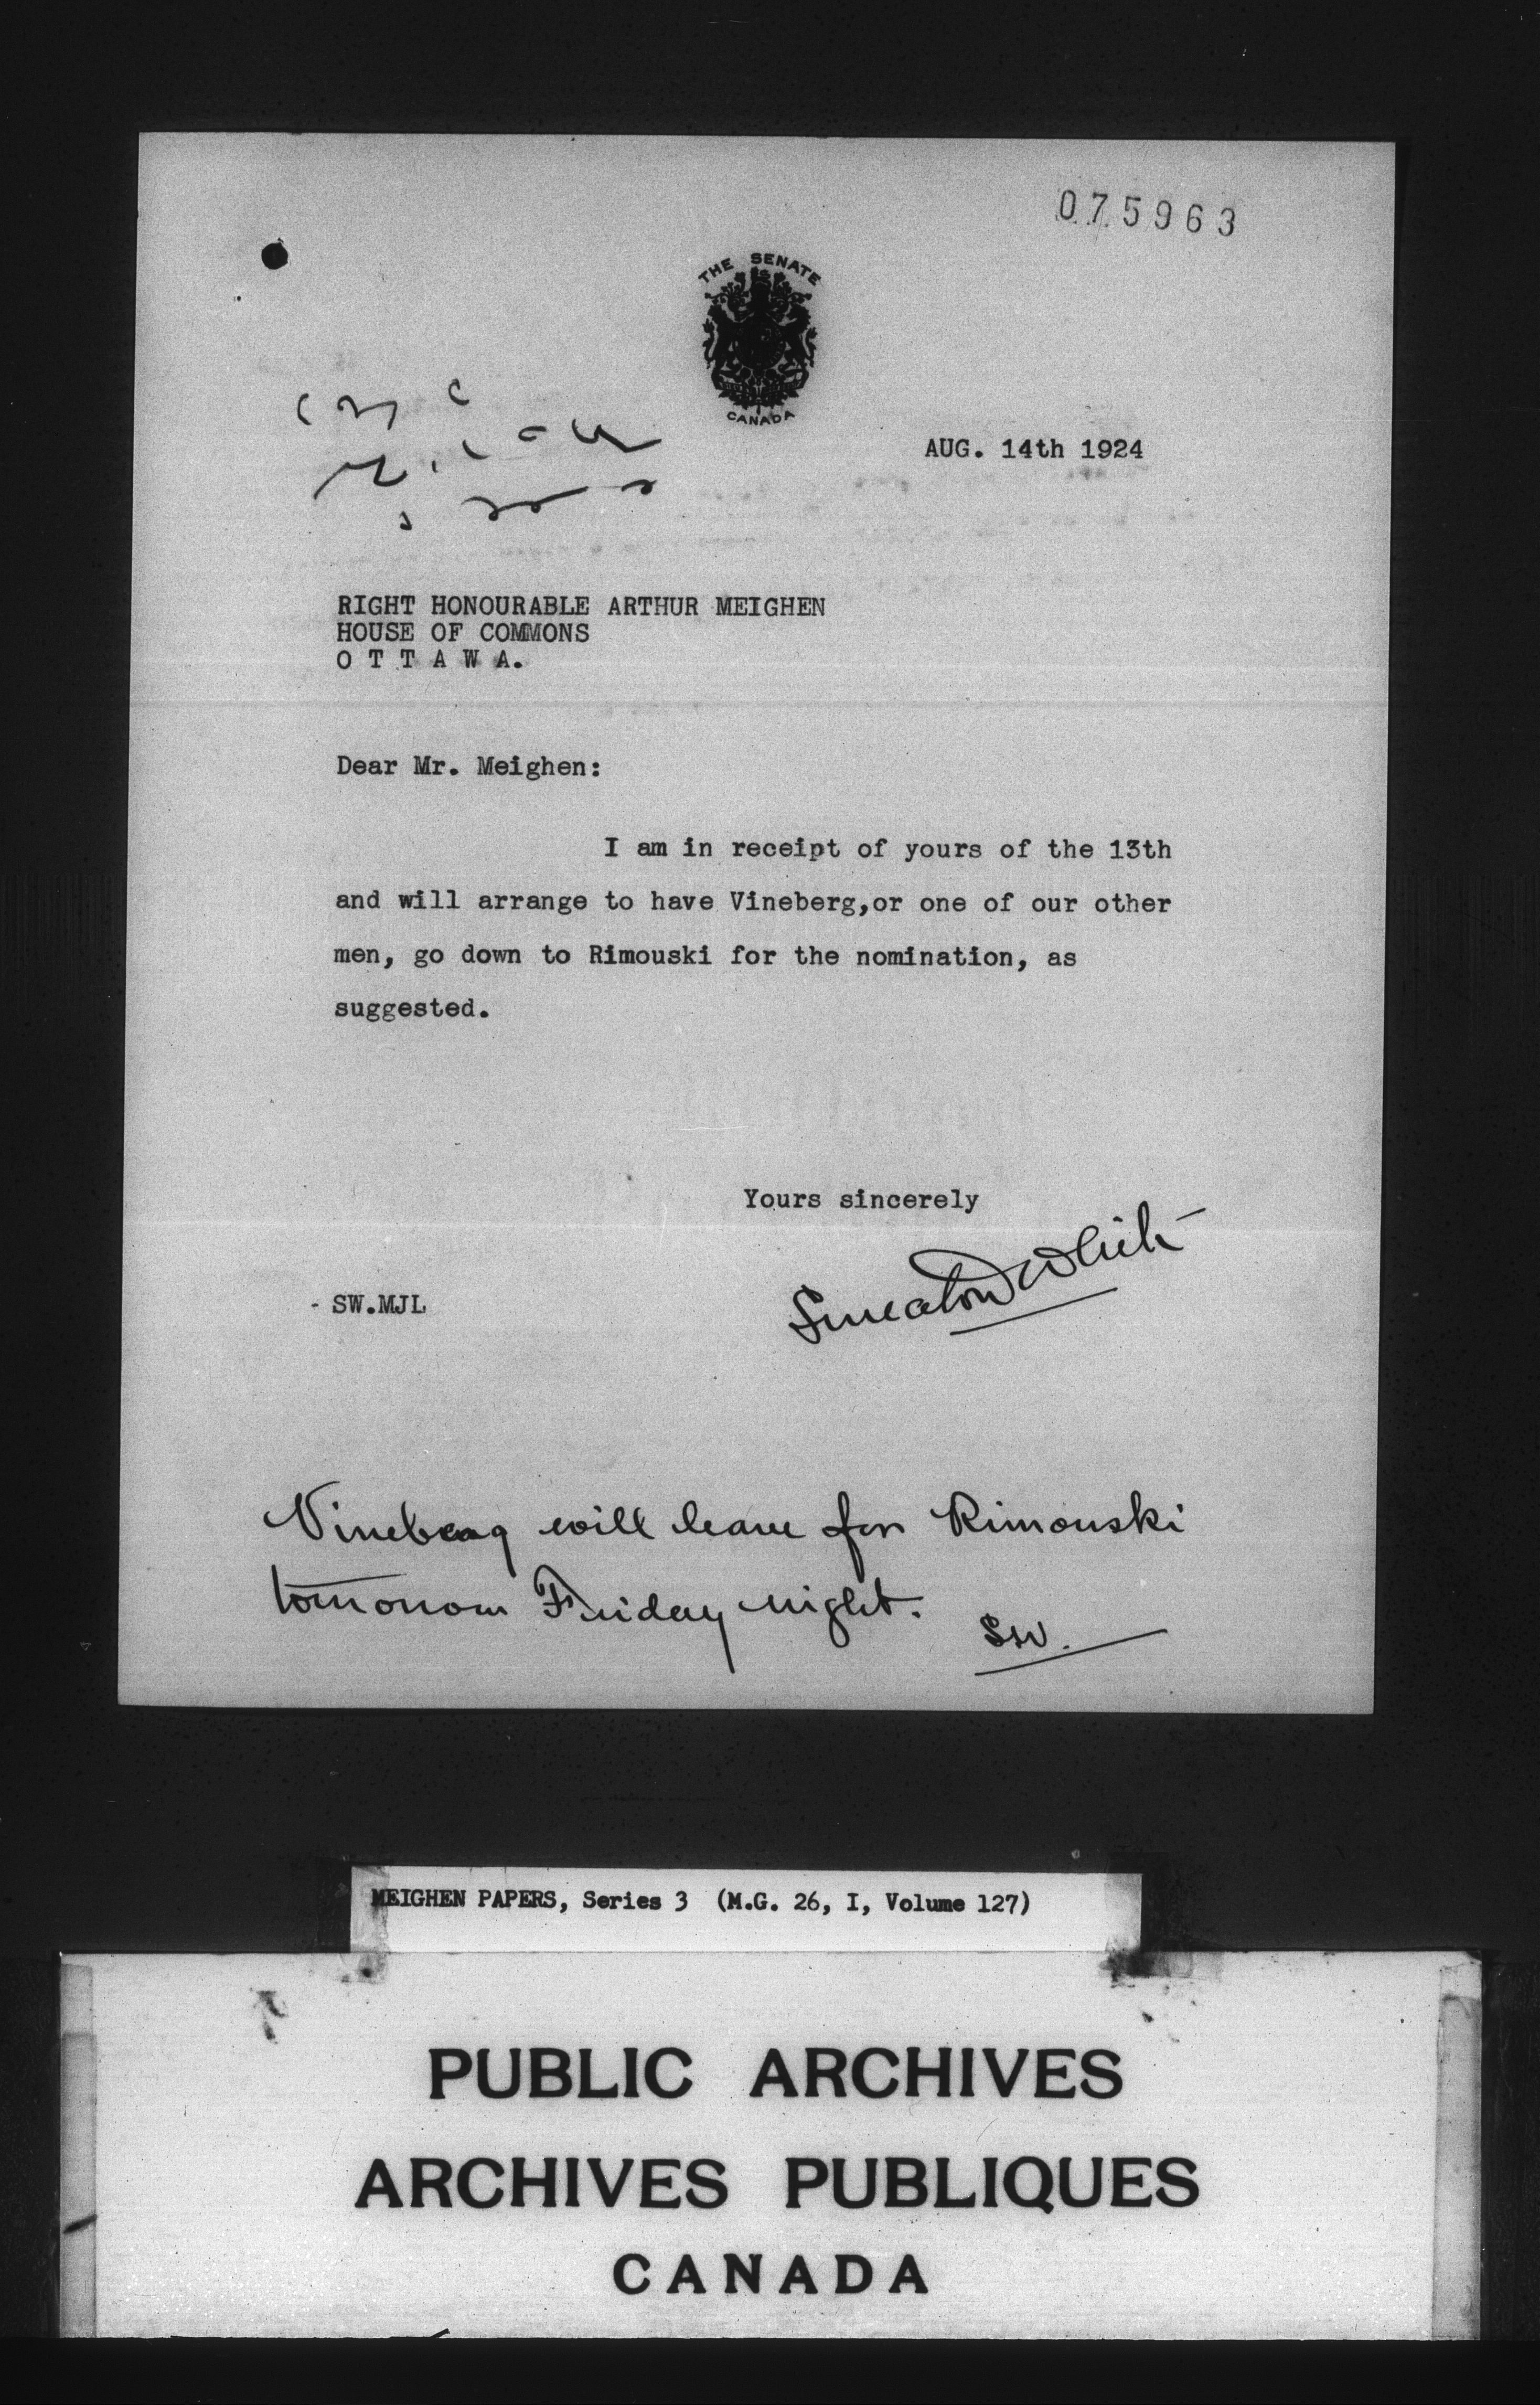 075963
THE SENATE
CANADA
AUG. 14th 1924
RIGHT HONOURABLE ARTHUR MEIGHEN
HOUSE OF COMMONS
O T T A W A.
Dear Mr. Meighen:
I am in receipt of yours of the 13th
and will arrange to have Vineberg,or one of our other
men, go down to Rimouski for the nomination, as
suggested.
Yours sincerely
Smeaton White
- SW.MJL
Vineberg will leave for Rimouski
tomorrow Friday night.
SW.
MEIGHEN PAPERS, Series 3 (M.G. 26, I, Volume 127)
PUBLIC ARCHIVES
ARCHIVES PUBLIQUES
CANADA